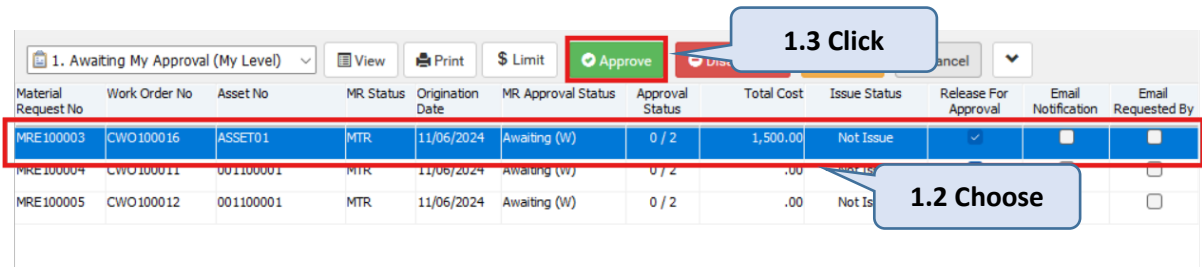 1.3 Click
1. Awaiting My Approval (My Level) View Print $ Limit Approve
Material Request No Work Order No Asset No MR Status Origination Date MR Approval Status Approval Status Total Cost Issue Status Release For Approval Email Notification Email Requested By
MRE100003 CWO100016 ASSET01 MTR 11/06/2024 Awaiting (W) 0 / 2 1,500.00 Not Issue
MRE100004 CWO100011 001100001 MTR 11/06/2024 Awaiting (W) 0 / 2 .00 Not Is
MRE100005 CWO100012 001100001 MTR 11/06/2024 Awaiting (W) 0 / 2 .00 Not Is
1.2 Choose